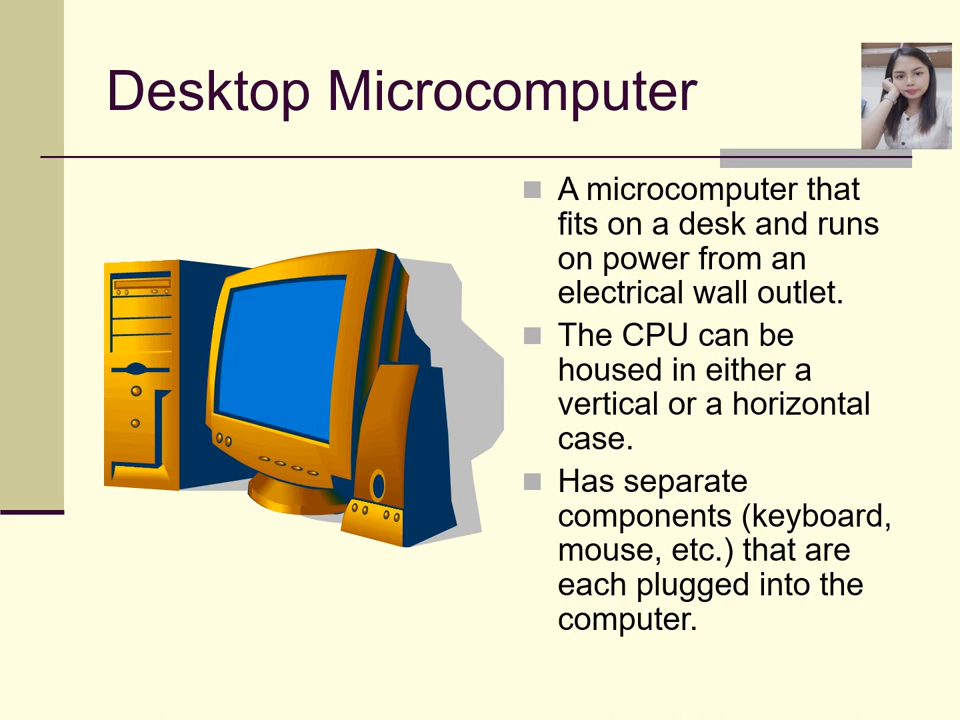 Desktop Microcomputer
A microcomputer that
fits on a desk and runs
on power from an
electrical wall outlet.
The CPU can be
housed in either a
vertical or a horizontal
case.
Has separate
components (keyboard,
mouse, etc.) that are
each plugged into the
computer.